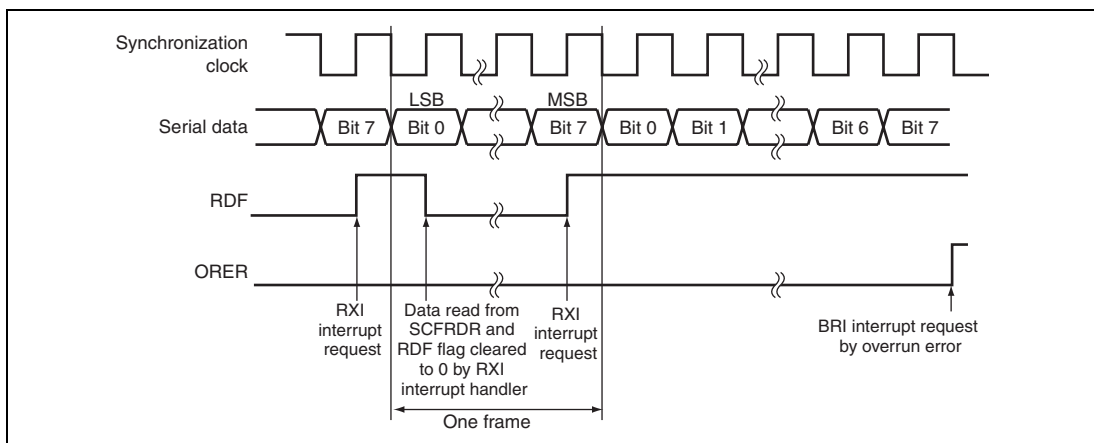 Synchronization
clock
LSB
MSB
Serial data
Bit 7
Bit 0
Bit 7
Bit 0
Bit 1
Bit 6
Bit 7
RDF
ORER
RXI
interrupt
request
Data read from
SCFRDR and
RDF flag cleared
to 0 by RXI
interrupt handler
RXI
interrupt
request
BRI interrupt request
by overrun error
One frame